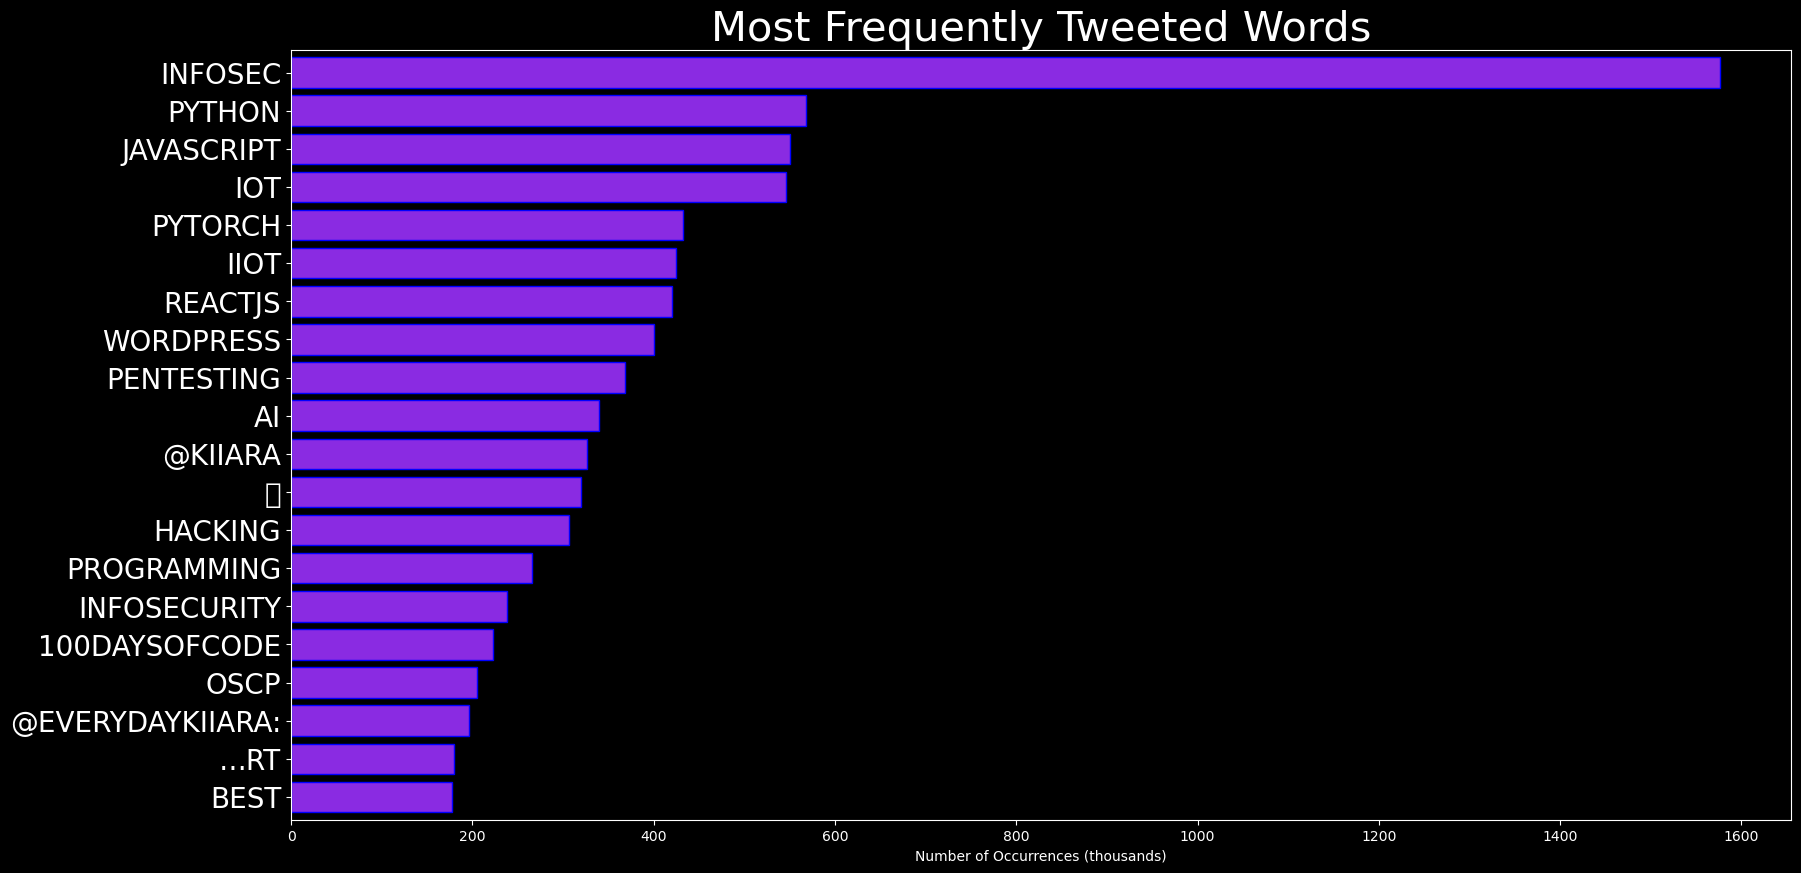 Most Frequently Tweeted Words
INFOSEC
PYTHON
JAVASCRIPT
IOT
PYTORCH
IIOT
REACTJS
WORDPRESS
PENTESTING
AI
@KIIARA
HACKING
PROGRAMMING
INFOSECURITY
100DAYSOFCODE
OSCP
@EVERYDAYKIIARA:
…RT
BEST
0 200 400 600 800 1000 1200 1400 1600
Number of Occurrences (thousands)